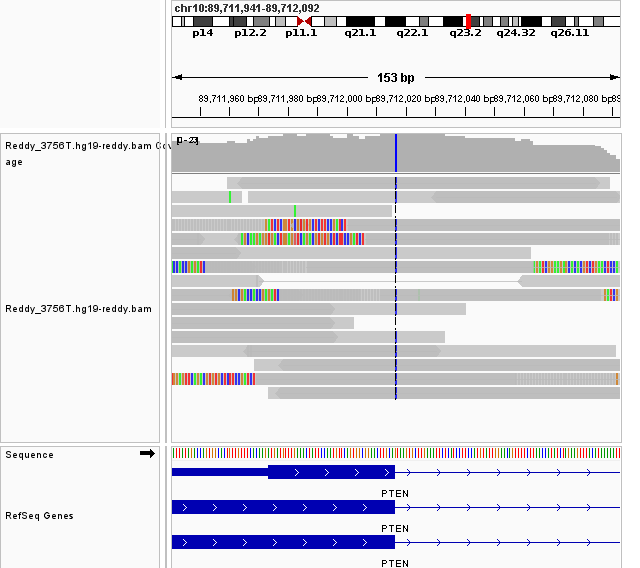 chr10:89,711,941-89,712,092
p14 p12.2 p11.1 q21.1 q22.1 q23.2 q24.32 q26.11
153 bp
89,711,960 bp 89,711,980 bp 89,712,000 bp 89,712,020 bp 89,712,040 bp 89,712,060 bp 89,712,080 bp 89
Reddy_3756T.hg19-reddy.bam Cov
age
Reddy_3756T.hg19-reddy.bam
Sequence
PTEN
RefSeq Genes
PTEN
PTEN